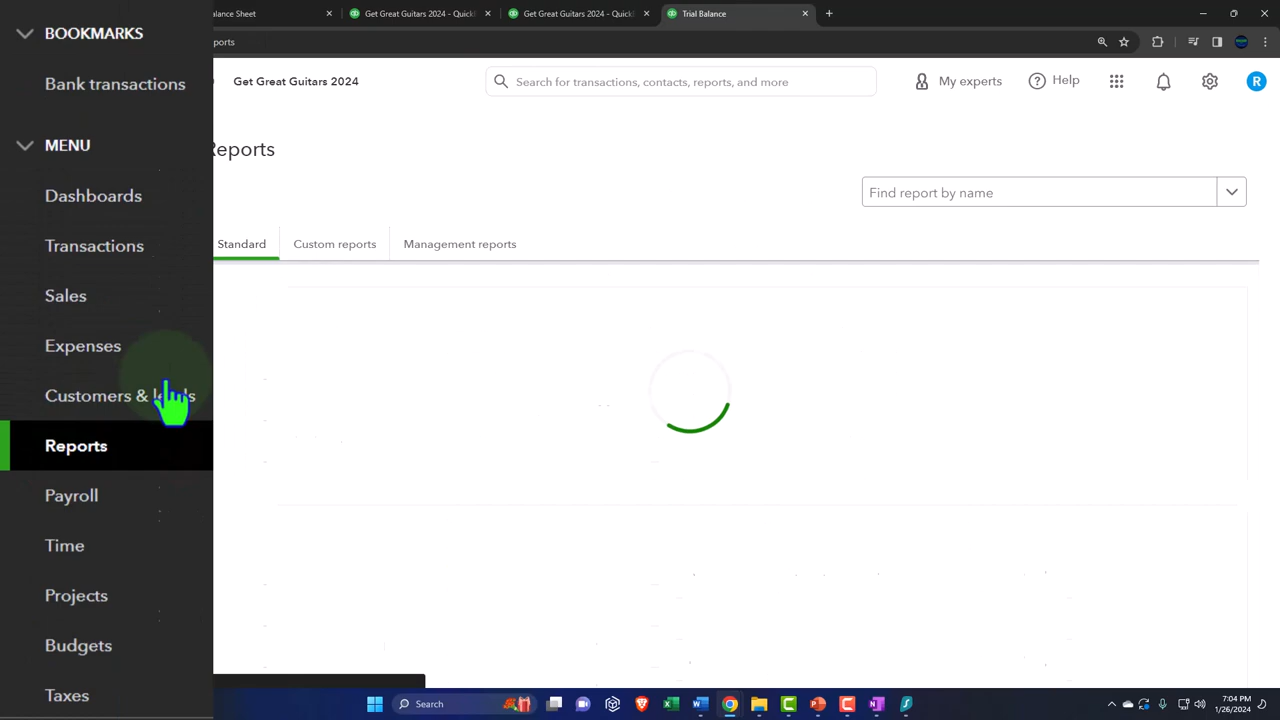 alance Sheet
Get Great Guitars 2024 – Quickl
Get Great Guitars 2024 – Quickl
Trial Balance
ports
BOOKMARKS
Bank transactions
MENU
Dashboards
Transactions
Sales
Expenses
Customers &
Reports
Payroll
Time
Projects
Budgets
Taxes
Get Great Guitars 2024
Search for transactions, contacts, reports, and more
My experts
Help
R
Reports
Find report by name
Standard
Custom reports
Management reports
Search
7:04 PM
1/26/2024